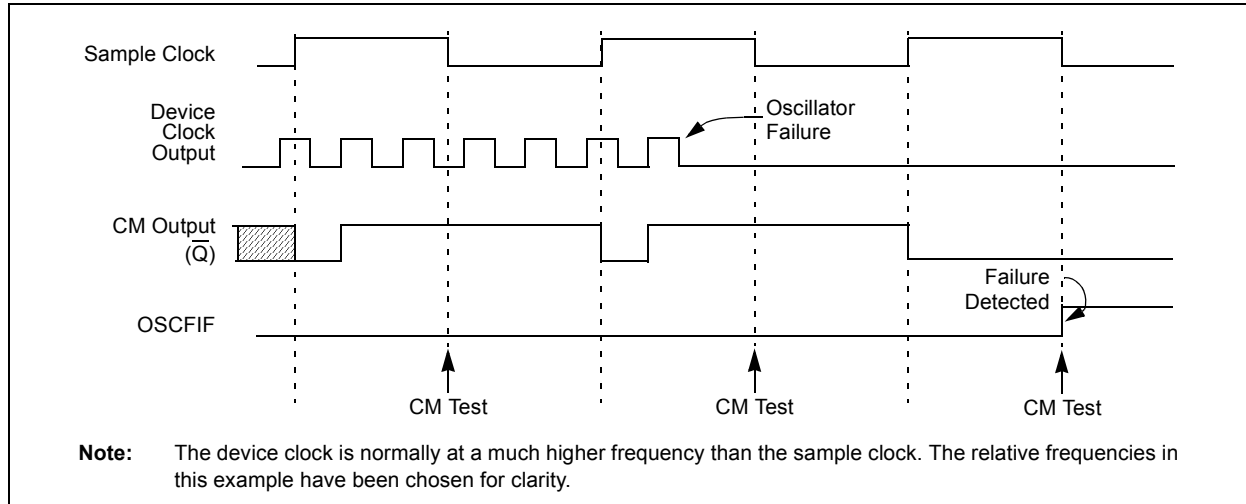 Sample Clock
Device
Clock
Output
Oscillator
Failure
CM Output
(Q̅)
Failure
Detected
OSCFIF
CM Test
CM Test
CM Test
Note: The device clock is normally at a much higher frequency than the sample clock. The relative frequencies in
this example have been chosen for clarity.